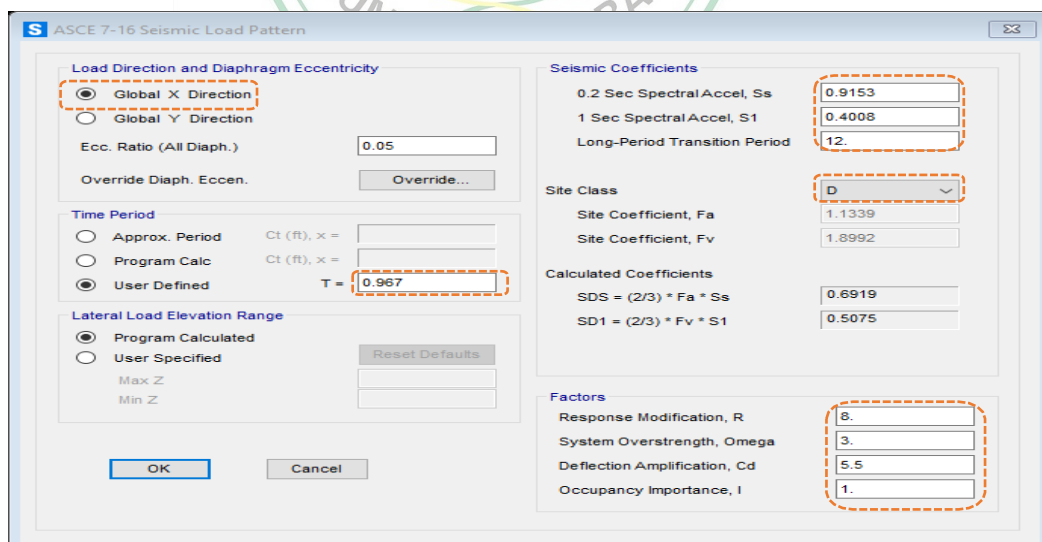 ASCE 7-16 Seismic Load Pattern
Load Direction and Diaphragm Eccentricity
Global X Direction
Global Y Direction
Ecc. Ratio (All Diaph.) 0.05
Override Diaph. Eccen. Override...
Time Period
Approx. Period Ct (ft), x =
Program Calc Ct (ft), x =
User Defined T = 0.967
Lateral Load Elevation Range
Program Calculated
User Specified Reset Defaults
Max Z
Min Z
OK Cancel
Seismic Coefficients
0.2 Sec Spectral Accel, Ss 0.9153
1 Sec Spectral Accel, S1 0.4008
Long-Period Transition Period 12.
Site Class D
Site Coefficient, Fa 1.1339
Site Coefficient, Fv 1.8992
Calculated Coefficients
SDS = (2/3) * Fa * Ss 0.6919
SD1 = (2/3) * Fv * S1 0.5075
Factors
Response Modification, R 8.
System Overstrength, Omega 3.
Deflection Amplification, Cd 5.5
Occupancy Importance, I 1.